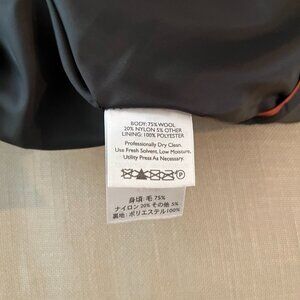 BODY: 75% WOOL
20% NYLON 5% OTHER
LINING: 100% POLYESTER
Professionally Dry Clean.
Use Fresh Solvent, Low Moisture,
Utility Press As Necessary.
P
身頃: 毛 75%
ナイロン 20% その他 5%
裏地: ポリエステル100%